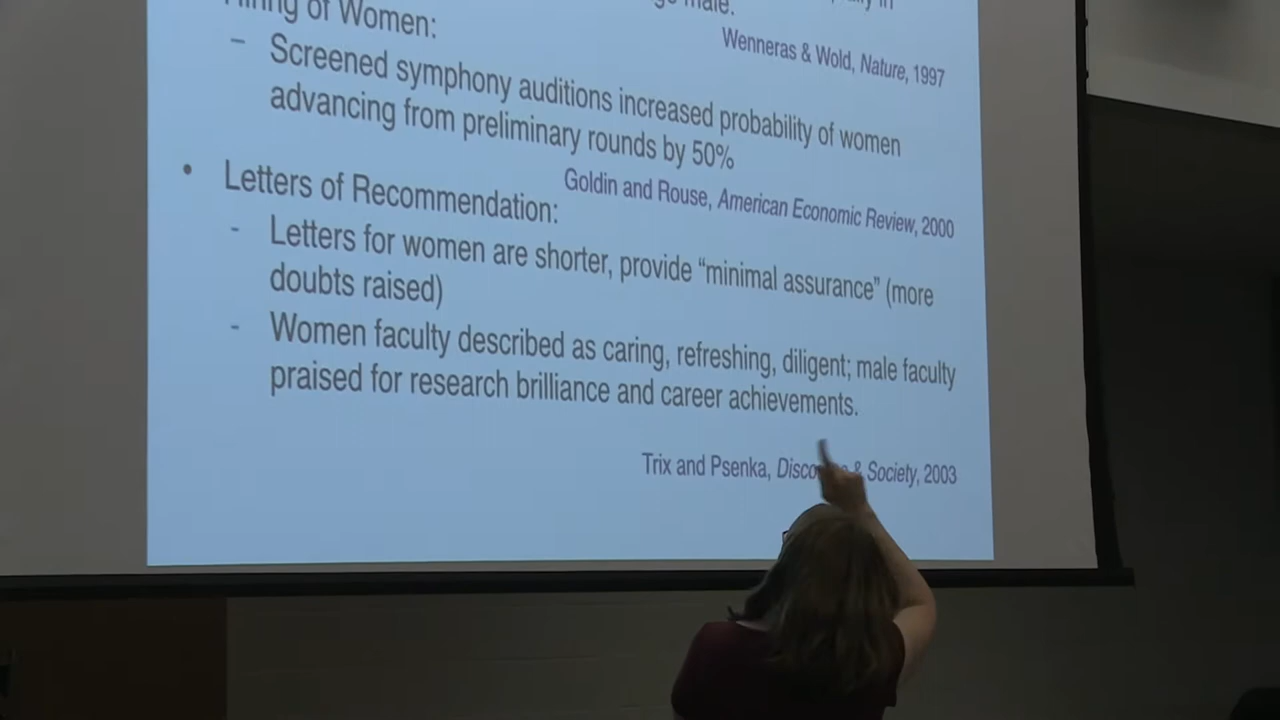 of Women:
male.
Wenneras & Wold, Nature, 1997
– Screened symphony auditions increased probability of women
advancing from preliminary rounds by 50%
Goldin and Rouse, American Economic Review, 2000
• Letters of Recommendation:
- Letters for women are shorter, provide “minimal assurance” (more
doubts raised)
- Women faculty described as caring, refreshing, diligent; male faculty
praised for research brilliance and career achievements.
Trix and Psenka, & Society, 2003